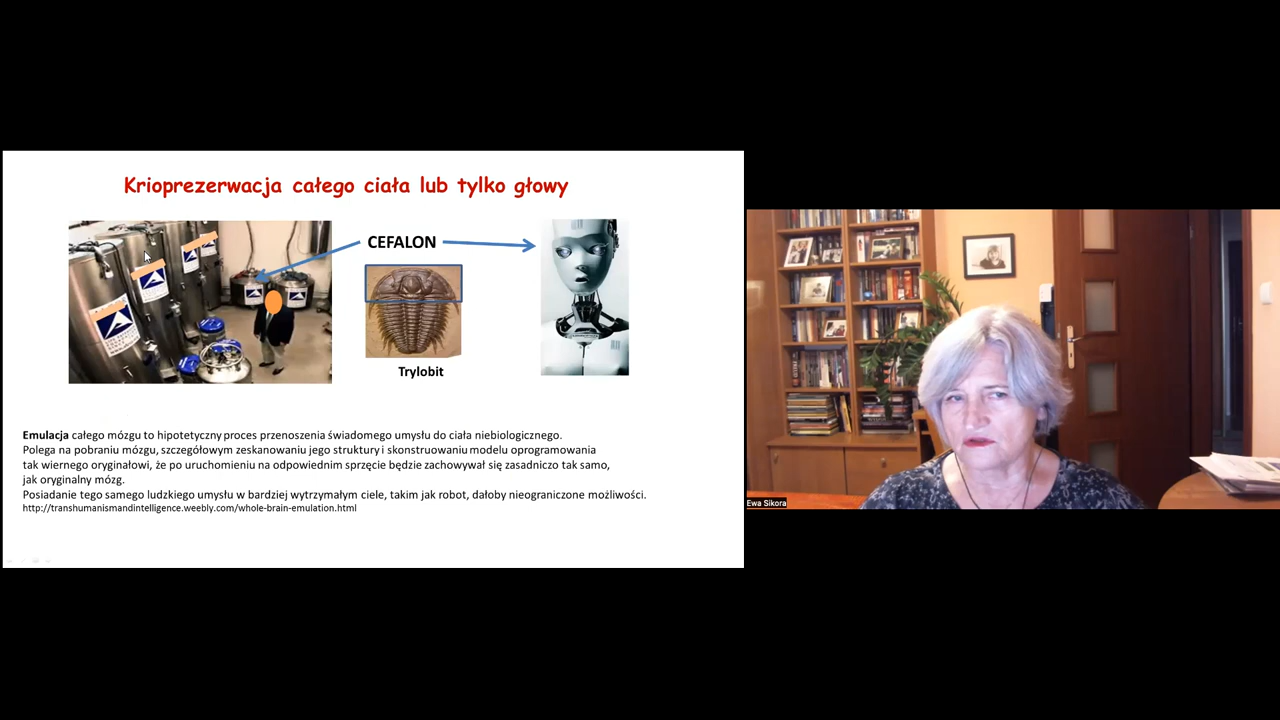 Krioprezerwacja całego ciała lub tylko głowy
CEFALON
Trylobit
Emulacja całego mózgu to hipotetyczny proces przenoszenia świadomego umysłu do ciała niebiologicznego.
Polega na pobraniu mózgu, szczegółowym zeskanowaniu jego struktury i skonstruowaniu modelu oprogramowania
tak wiernego oryginałowi, że po uruchomieniu na odpowiednim sprzęcie będzie zachowywał się zasadniczo tak samo,
jak oryginalny mózg.
Posiadanie tego samego ludzkiego umysłu w bardziej wytrzymałym ciele, takim jak robot, dałoby nieograniczone możliwości.
http://transhumanismandintelligence.weebly.com/whole-brain-emulation.html
Ewa Sikora